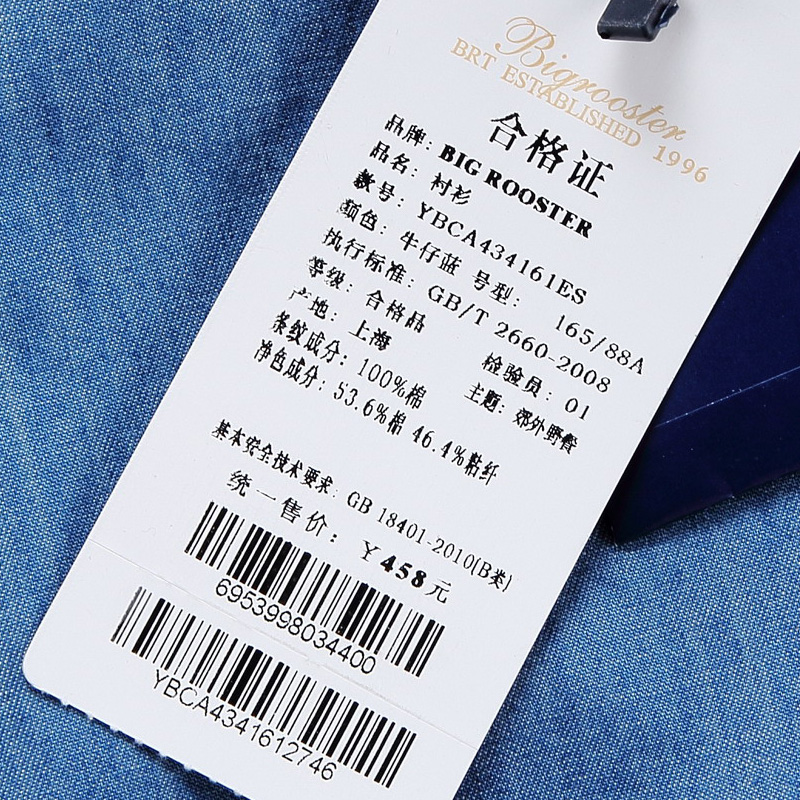 Bigrooster
BRT ESTABLISHED 1996
合格证
品牌: BIG ROOSTER
品名: 衬衫
款号: YBCA434161ES
颜色: 牛仔蓝 号型: 165/88A
执行标准: GB/T 2660-2008
等级: 合格品 检验员: 01
产地: 上海 主题: 郊外野餐
条纹成分: 100%棉
净色成分: 53.6%棉 46.4%粘纤
基本安全技术要求: GB 18401-2010(B类)
统一售价: ¥458元
6953998034400
YBCA4341612746